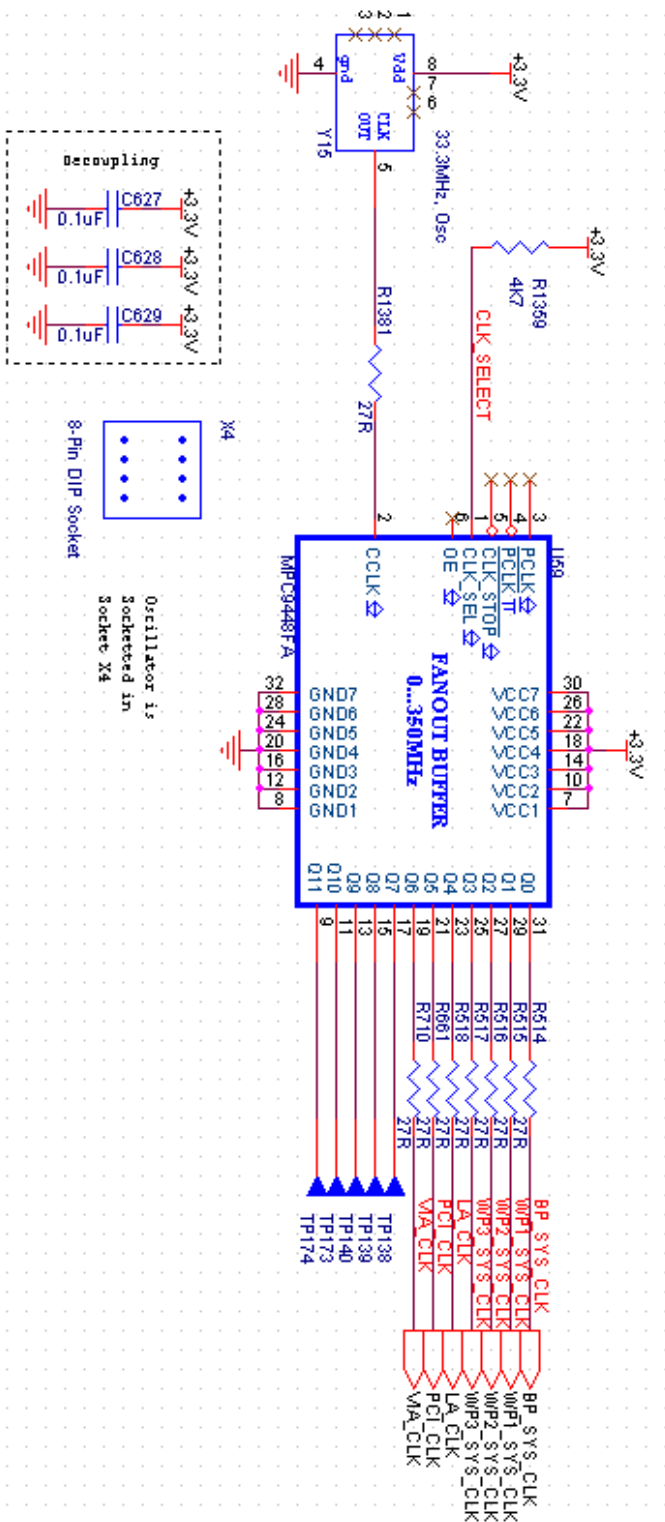 +3.3V
1
2
3
8
7
6
Vdd
gnd
4
CLK
OUT
5
Y15
33.3MHz, Osc
+3.3V
R1359
4K7
CLK_SELECT
R1381
27R
Decoupling
+3.3V
C627
0.1uF
+3.3V
C628
0.1uF
+3.3V
C629
0.1uF
X4
8-Pin DIP Socket
Oscillator is
Socketted in
Socket X4
U59
3
PCLK
4
PCLK
5
CLK_STOP
1
CLK_SEL
6
OE
2
CCLK
MPC9448FA
FANOUT BUFFER
0...350MHz
+3.3V
30
VCC7
26
VCC6
22
VCC5
18
VCC4
14
VCC3
10
VCC2
7
VCC1
32
GND7
28
GND6
24
GND5
20
GND4
16
GND3
12
GND2
8
GND1
Q0 31 R514 27R BP_SYS_CLK BP_SYS_CLK
Q1 29 R515 27R WP1_SYS_CLK WP1_SYS_CLK
Q2 27 R516 27R WP2_SYS_CLK WP2_SYS_CLK
Q3 25 R517 27R WP3_SYS_CLK WP3_SYS_CLK
Q4 23 R518 27R LA_CLK LA_CLK
Q5 21 R661 27R PCI_CLK PCI_CLK
Q6 19 R710 27R VIA_CLK VIA_CLK
Q7 17 TP138
Q8 15 TP139
Q9 13 TP140
Q10 11 TP173
Q11 9 TP174